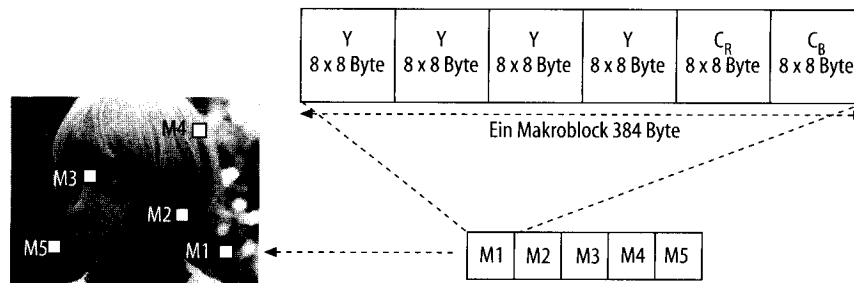 Y Y Y Y C_R C_B
8 x 8 Byte 8 x 8 Byte 8 x 8 Byte 8 x 8 Byte 8 x 8 Byte 8 x 8 Byte
Ein Makroblock 384 Byte
M4
M3
M2
M5
M1
M1 M2 M3 M4 M5